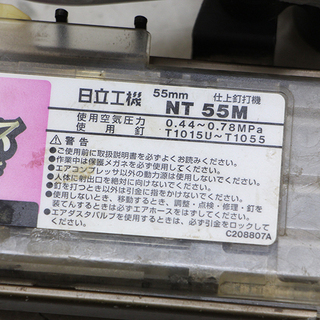 日立工機 55mm 仕上釘打機
NT 55M
使用空気圧力 0.44~0.78MPa
使用釘 T1015U~T1055
⚠警告
●ご使用前に取扱説明書を必ずよくお読みください。
●作業中は保護メガネを必ず使用してください。
●エアコンプレッサ以外の動力源は使用しないでください。
●人体に射出口を絶対に向けないでください。
●釘を打つとき以外は引金に指をかけないでください。
●使用しないとき、移動するとき、調整・点検・修理・釘を
装てんするときは必ずエアホースをはずしてください。
●エアダスタバルブを使用するときは、必ず引金をロックして
ください。
C208807A
ス